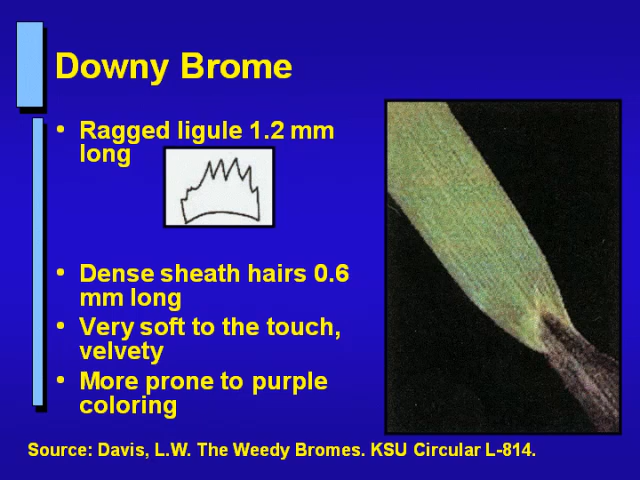 Downy Brome
• Ragged ligule 1.2 mm
long
• Dense sheath hairs 0.6
mm long
• Very soft to the touch,
velvety
• More prone to purple
coloring
Source: Davis, L.W. The Weedy Bromes. KSU Circular L-814.